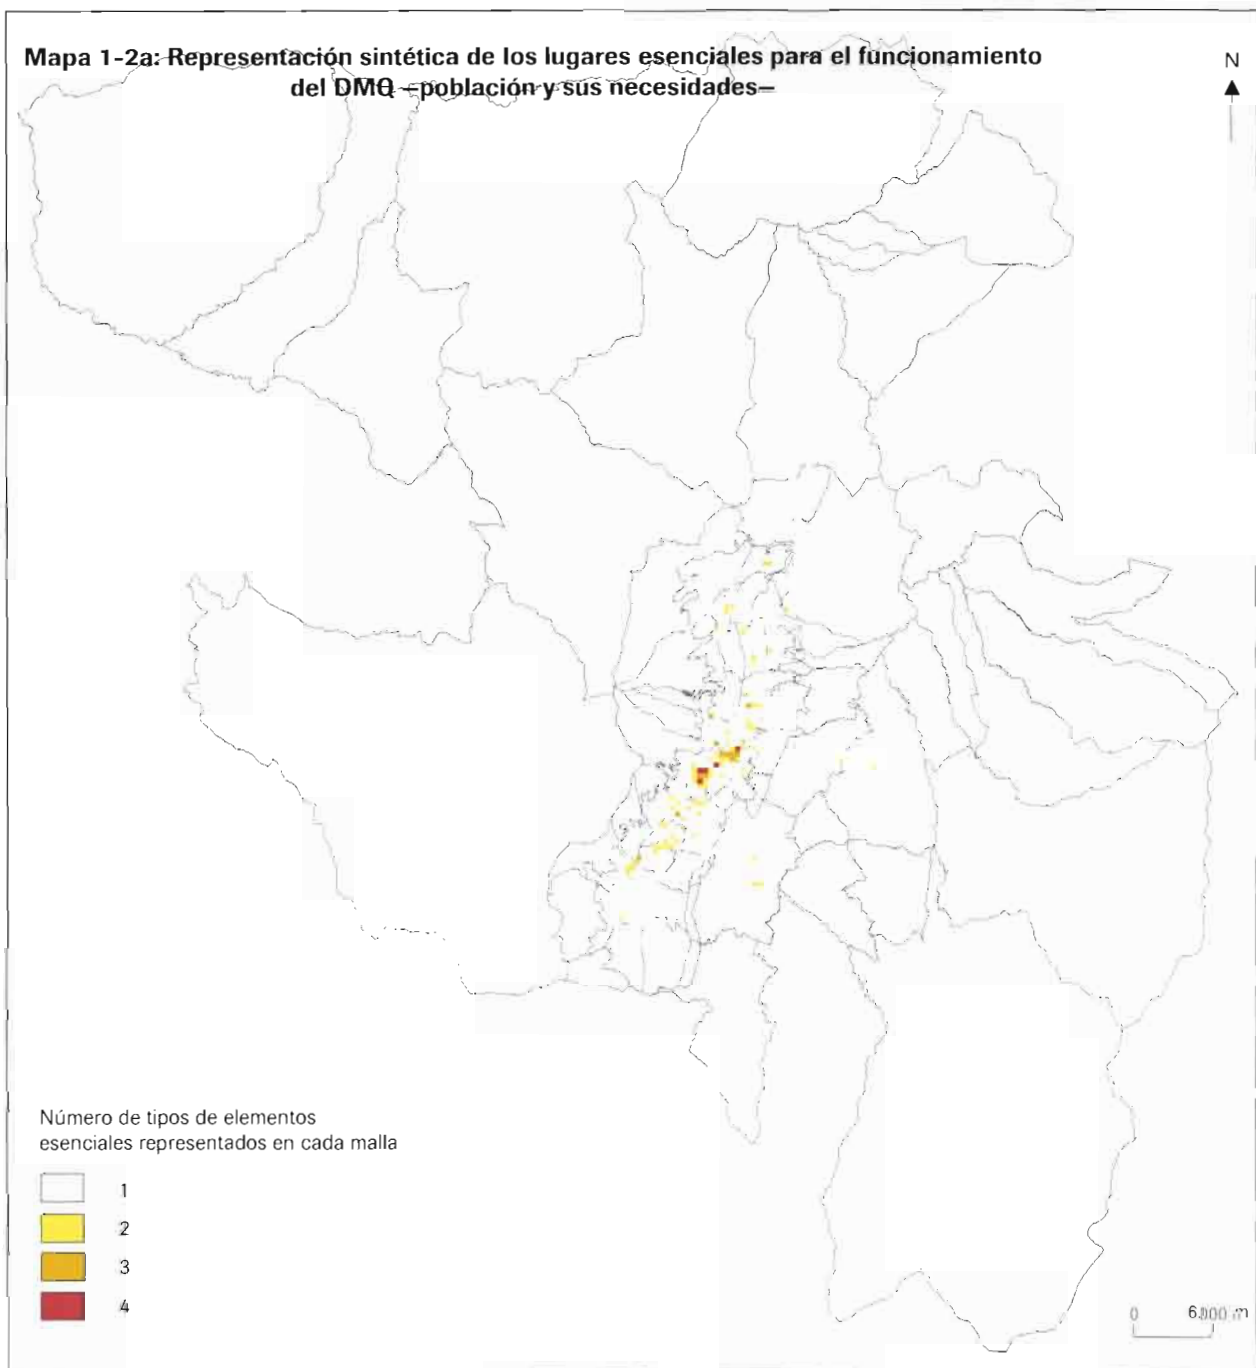 Mapa 1-2a: Representación sintética de los lugares esenciales para el funcionamiento
del DMQ –población y sus necesidades–
N
Número de tipos de elementos
esenciales representados en cada malla
1
2
3
4
0 6.000 m